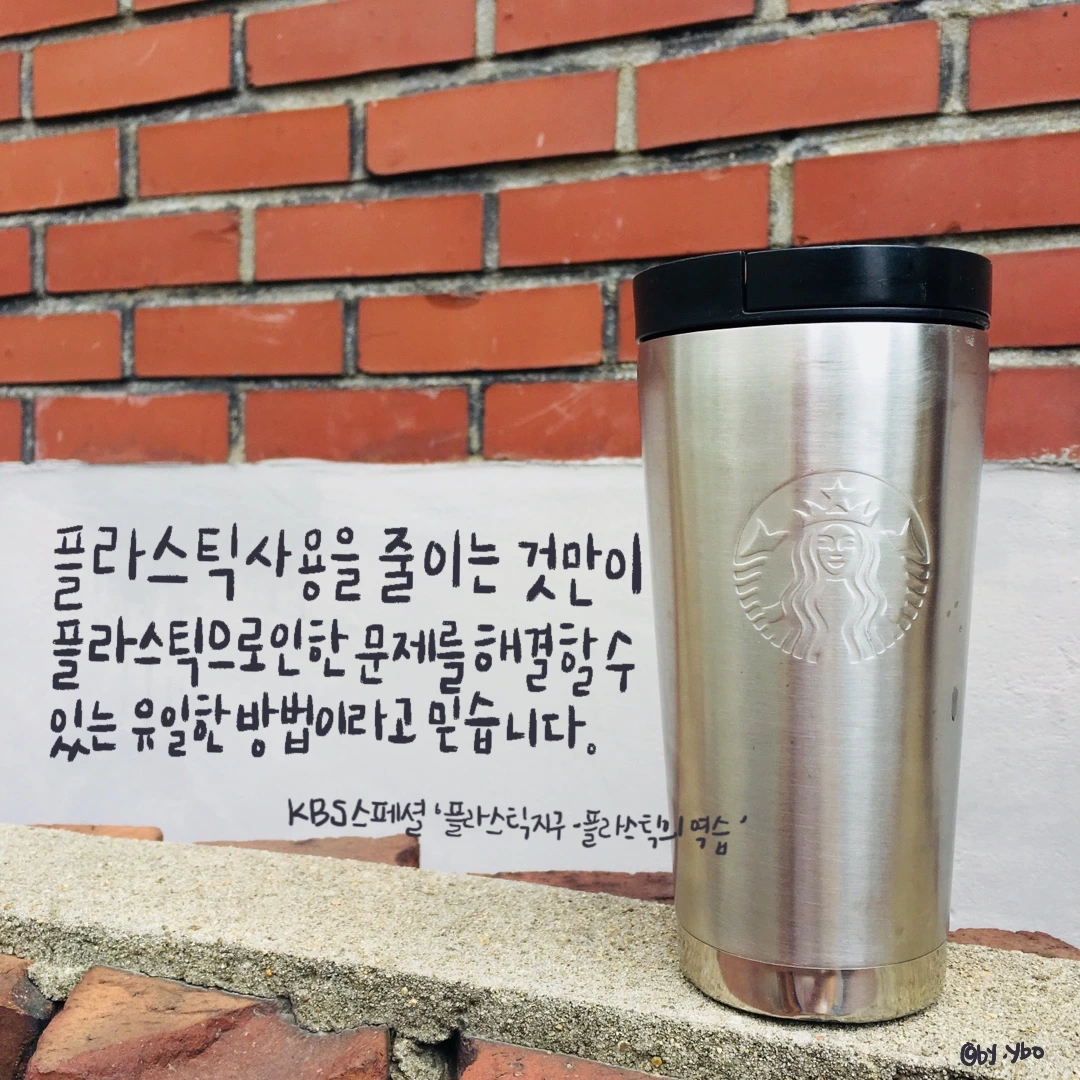 플라스틱 사용을 줄이는 것만이
플라스틱으로 인한 문제를 해결할 수
있는 유일한 방법이라고 믿습니다.
KBS스페셜 '플라스틱지구-플라스틱의 역습'
©by.ybo